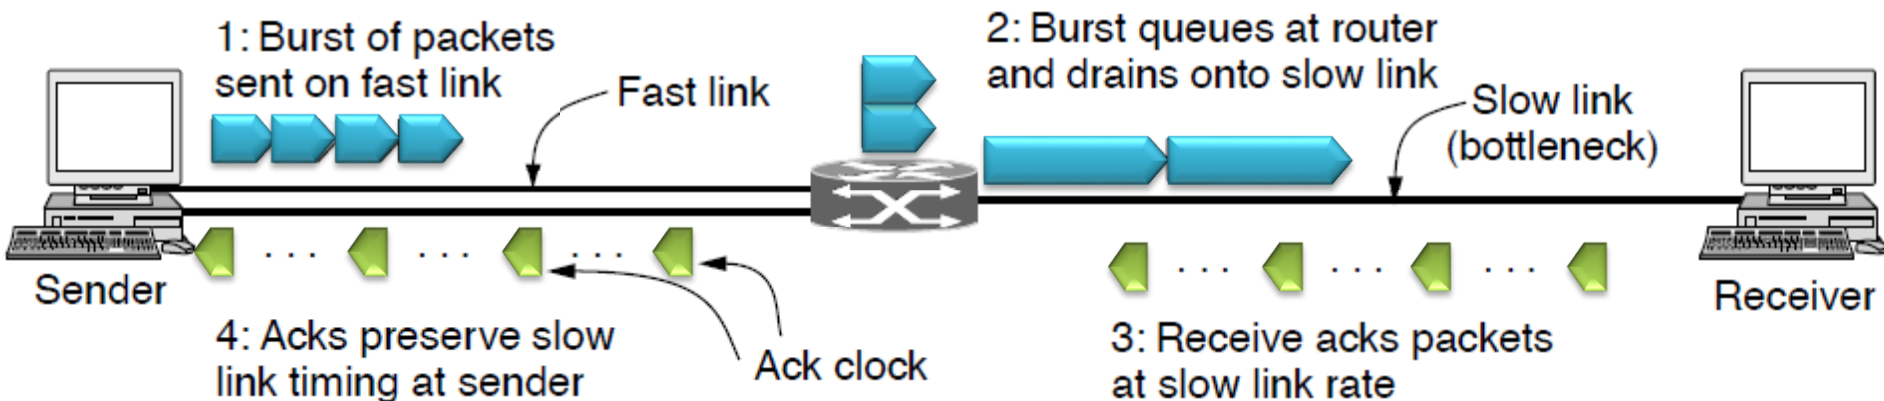 1: Burst of packets
sent on fast link
Fast link
2: Burst queues at router
and drains onto slow link
Slow link
(bottleneck)
Sender
Receiver
4: Acks preserve slow
link timing at sender
Ack clock
3: Receive acks packets
at slow link rate